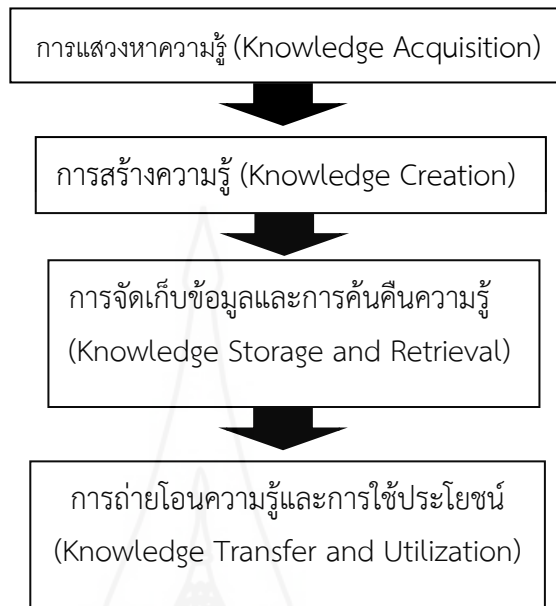 การแสวงหาความรู้ (Knowledge Acquisition)
การสร้างความรู้ (Knowledge Creation)
การจัดเก็บข้อมูลและการค้นคืนความรู้
(Knowledge Storage and Retrieval)
การถ่ายโอนความรู้และการใช้ประโยชน์
(Knowledge Transfer and Utilization)